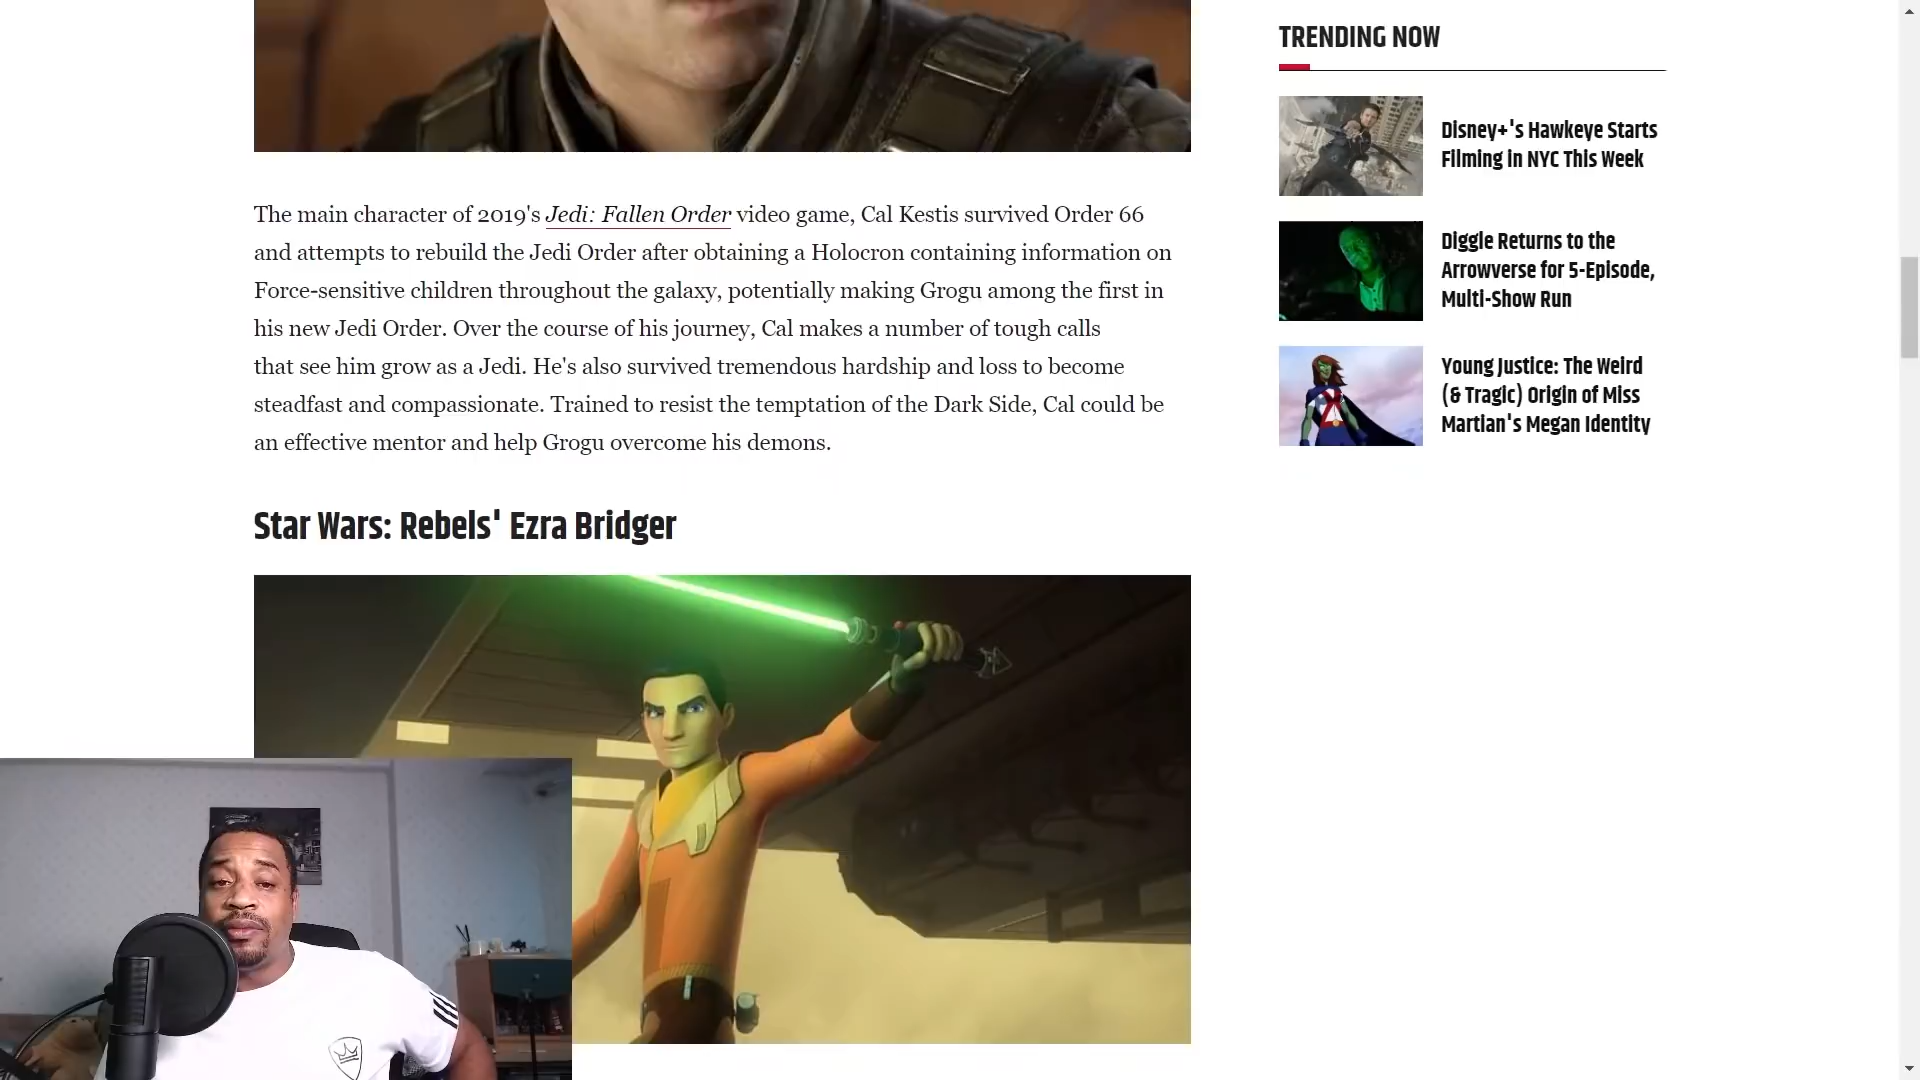 The main character of 2019's Jedi: Fallen Order video game, Cal Kestis survived Order 66
and attempts to rebuild the Jedi Order after obtaining a Holocron containing information on
Force-sensitive children throughout the galaxy, potentially making Grogu among the first in
his new Jedi Order. Over the course of his journey, Cal makes a number of tough calls
that see him grow as a Jedi. He's also survived tremendous hardship and loss to become
steadfast and compassionate. Trained to resist the temptation of the Dark Side, Cal could be
an effective mentor and help Grogu overcome his demons.
Star Wars: Rebels' Ezra Bridger
TRENDING NOW
Disney+'s Hawkeye Starts
Filming in NYC This Week
Diggle Returns to the
Arrowverse for 5-Episode,
Multi-Show Run
Young Justice: The Weird
(& Tragic) Origin of Miss
Martian's Megan Identity